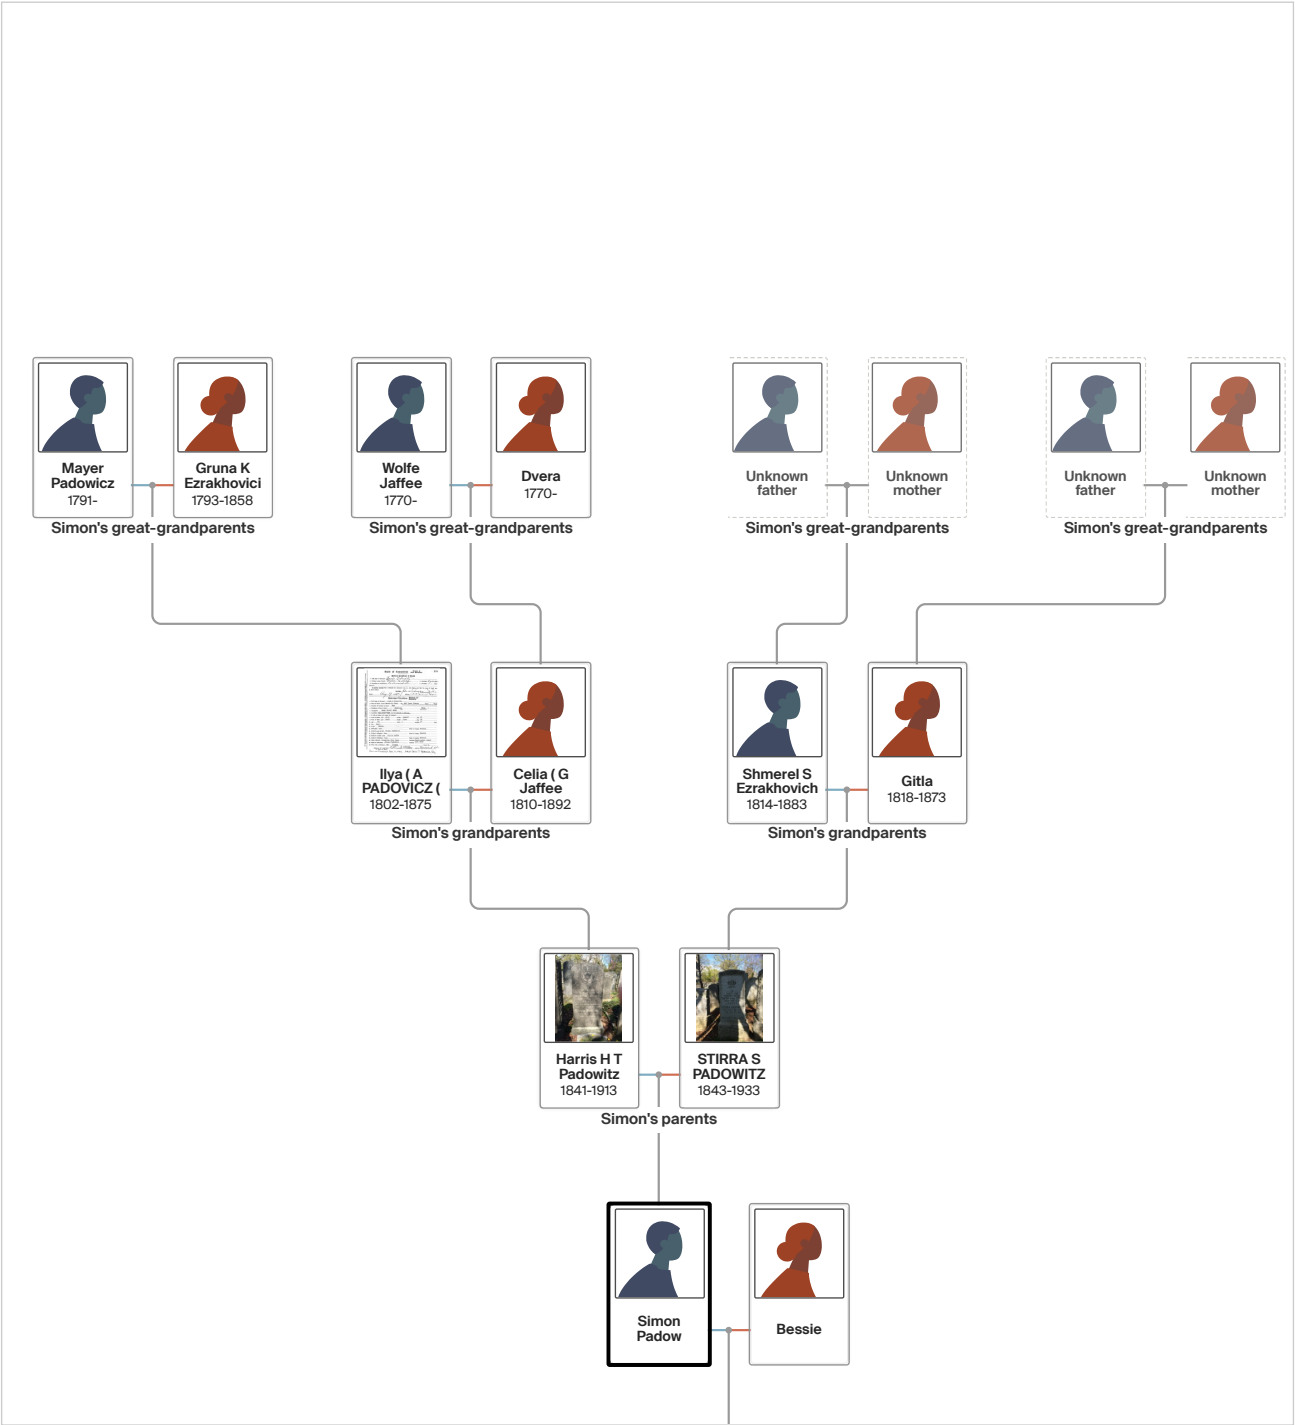 Mayer
Padowicz
1791-
Gruna K
Ezrakhovici
1793-1858
Simon's great-grandparents
Wolfe
Jaffee
1770-
Dvera
1770-
Simon's great-grandparents
Unknown
father
Unknown
mother
Simon's great-grandparents
Unknown
father
Unknown
mother
Simon's great-grandparents
Ilya ( A
PADOVICZ (
1802-1875
Celia ( G
Jaffee
1810-1892
Simon's grandparents
Shmerel S
Ezrakhovich
1814-1883
Gitla
1818-1873
Simon's grandparents
Harris H T
Padowitz
1841-1913
STIRRA S
PADOWITZ
1843-1933
Simon's parents
Simon
Padow
Bessie